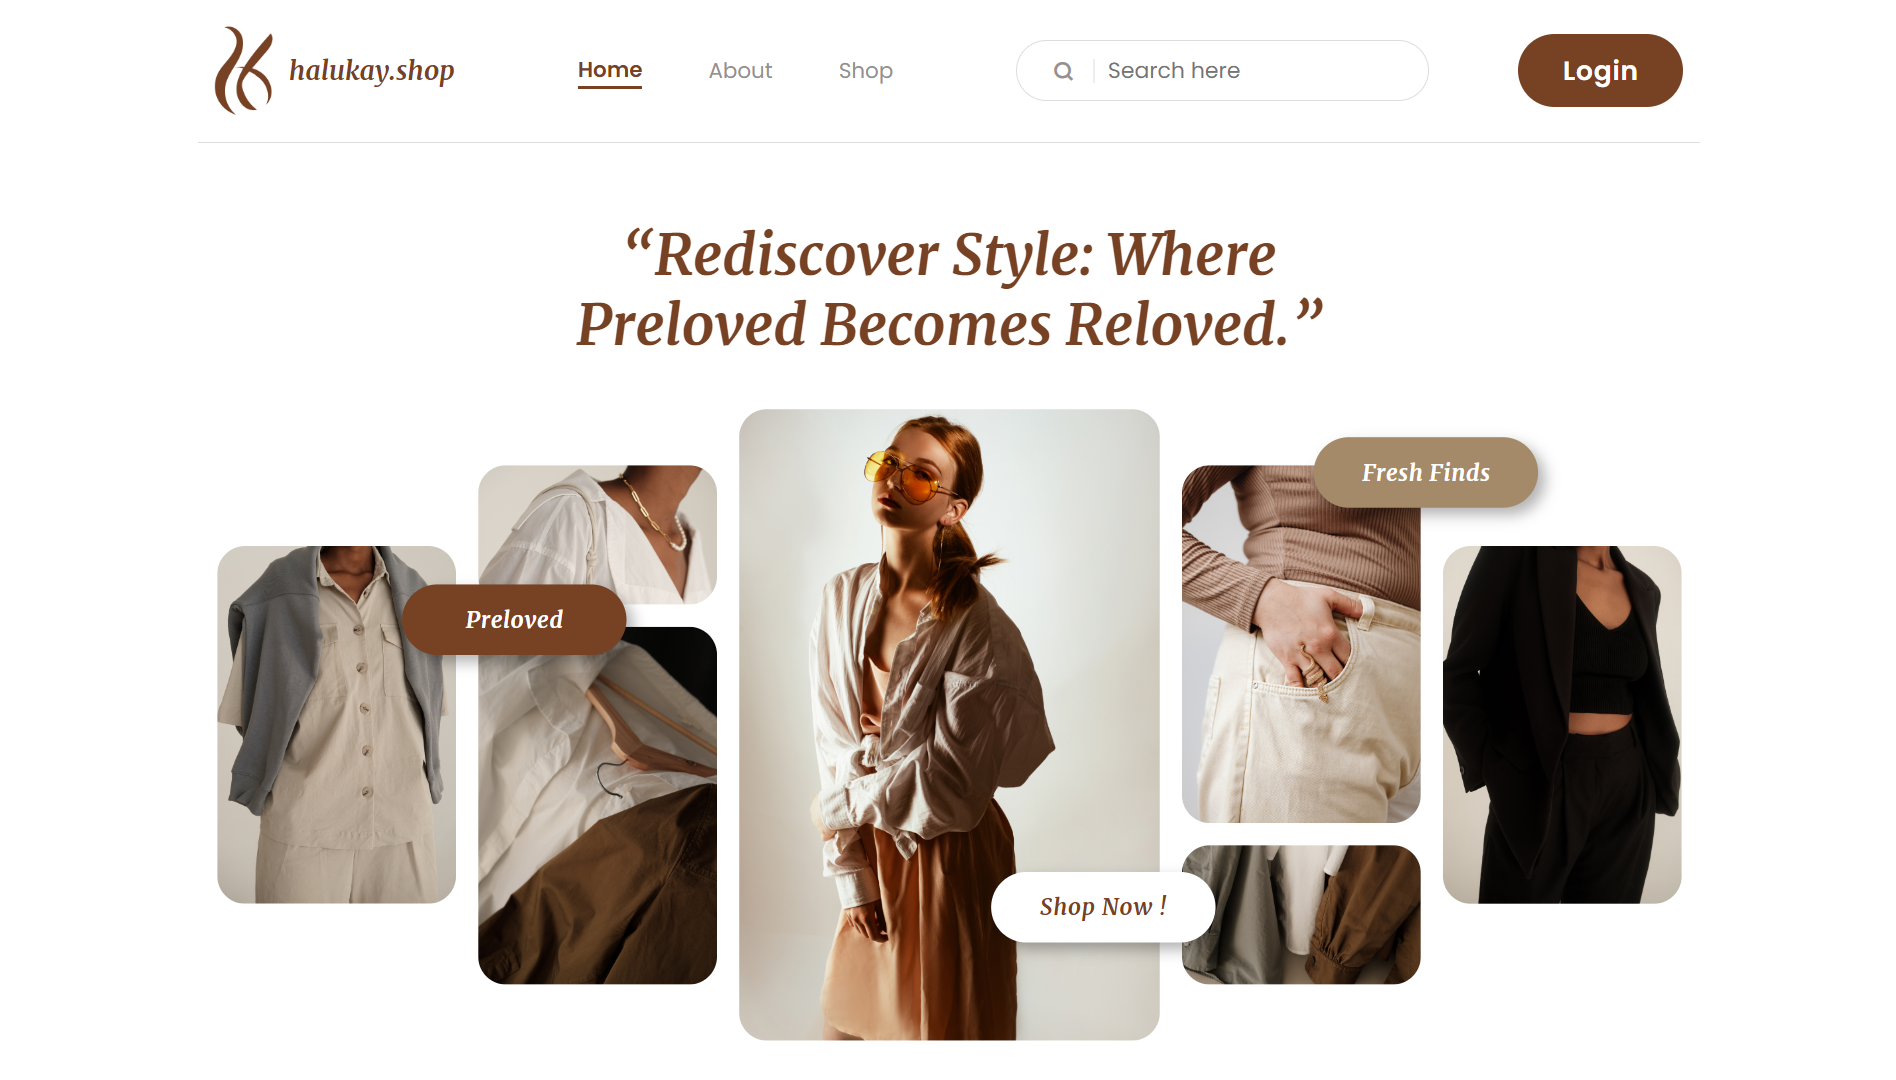 halukay.shop
Home
About
Shop
Search here
Login
“Rediscover Style: Where
Preloved Becomes Reloved.”
Fresh Finds
Preloved
Shop Now !